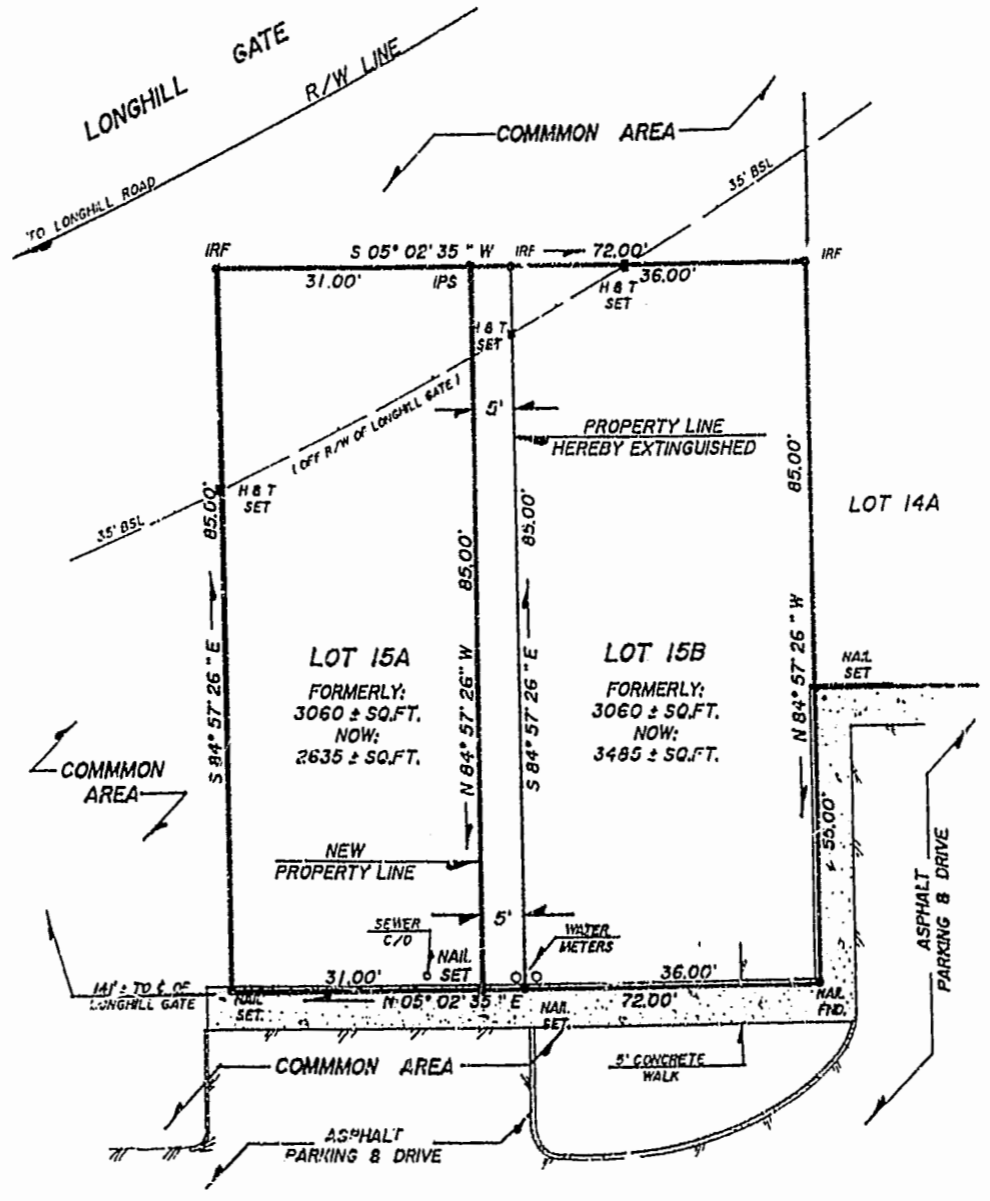 LONGHILL GATE
R/W LINE
TO LONGHILL ROAD
COMMMON AREA
35' BSL
IRF
S 05° 02' 35 " W
IRF
72.00'
IRF
31.00'
IPS
36.00'
H & T
SET
H & T
SET
( OFF R/W OF LONGHILL GATE )
5'
PROPERTY LINE
HEREBY EXTINGUISHED
H & T
SET
35' BSL
85.00'
85.00'
85.00'
85.00'
LOT 14A
S 84° 57' 26" E
N 84° 57' 26" W
S 84° 57' 26" E
N 84° 57' 26" W
LOT 15A
FORMERLY:
3060 ± SQ.FT.
NOW:
2635 ± SQ.FT.
LOT 15B
FORMERLY:
3060 ± SQ.FT.
NOW:
3485 ± SQ.FT.
NAIL
SET
COMMMON
AREA
55.00'
ASPHALT
PARKING & DRIVE
NEW
PROPERTY LINE
5'
SEWER
C/O
WATER
METERS
NAIL
SET
31.00'
36.00'
141' ± TO ℄ OF
LONGHILL GATE
NAIL
SET.
N 05° 02' 35 " E
72.00'
NAIL
SET.
NAIL
FND.
COMMMON AREA
5' CONCRETE
WALK
ASPHALT
PARKING & DRIVE